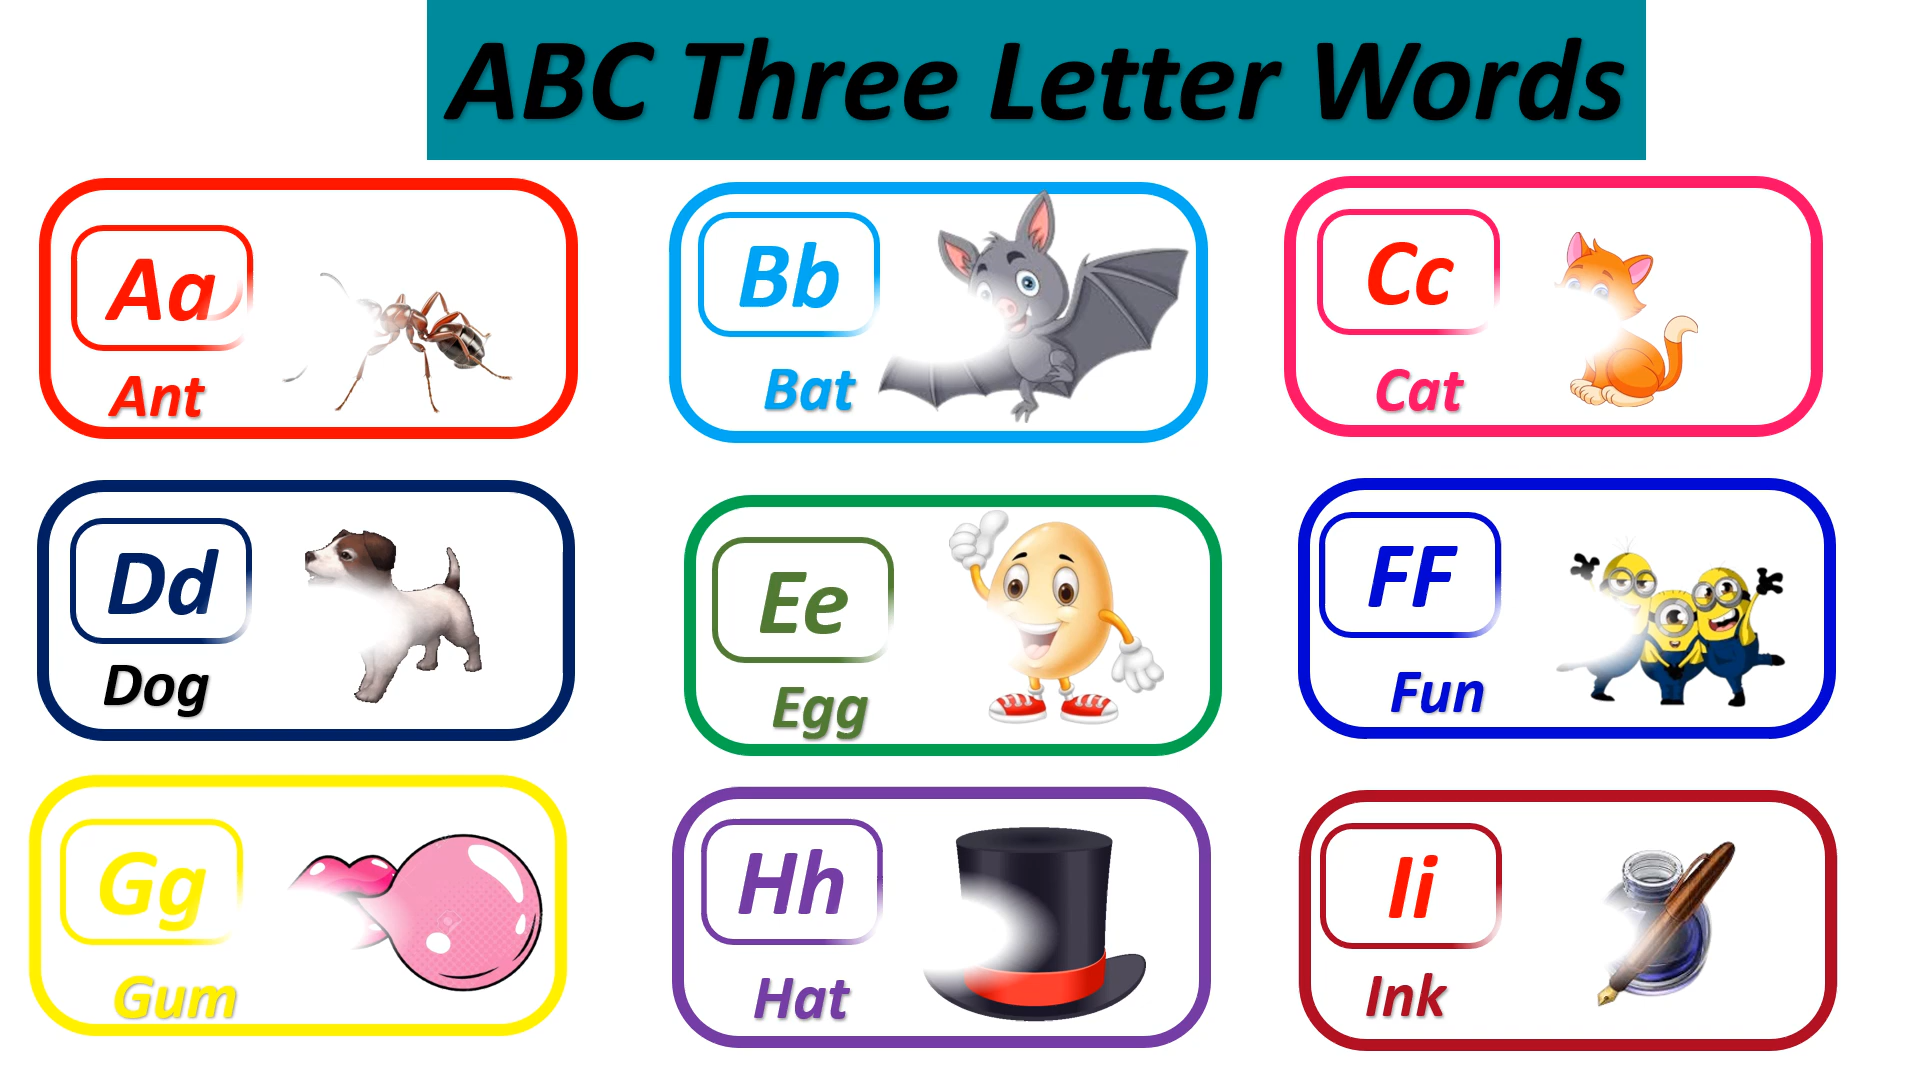 ABC Three Letter Words
Aa
Ant
Bb
Bat
Cc
Cat
Dd
Dog
Ee
Egg
FF
Fun
Gg
Gum
Hh
Hat
Ii
Ink